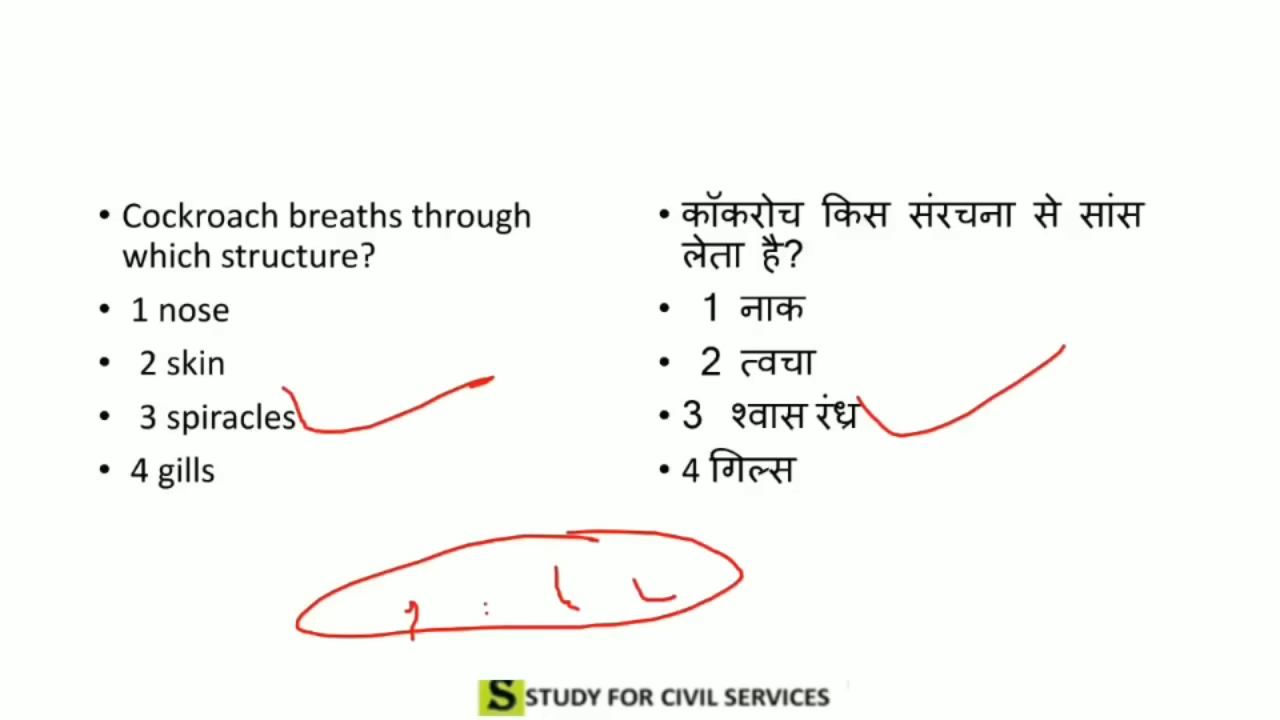 • Cockroach breaths through
which structure?
• 1 nose
• 2 skin
• 3 spiracles
• 4 gills
• कॉकरोच किस संरचना से सांस
लेता है?
• 1 नाक
• 2 त्वचा
• 3 श्वास रंध्र
• 4 गिल्स
S STUDY FOR CIVIL SERVICES